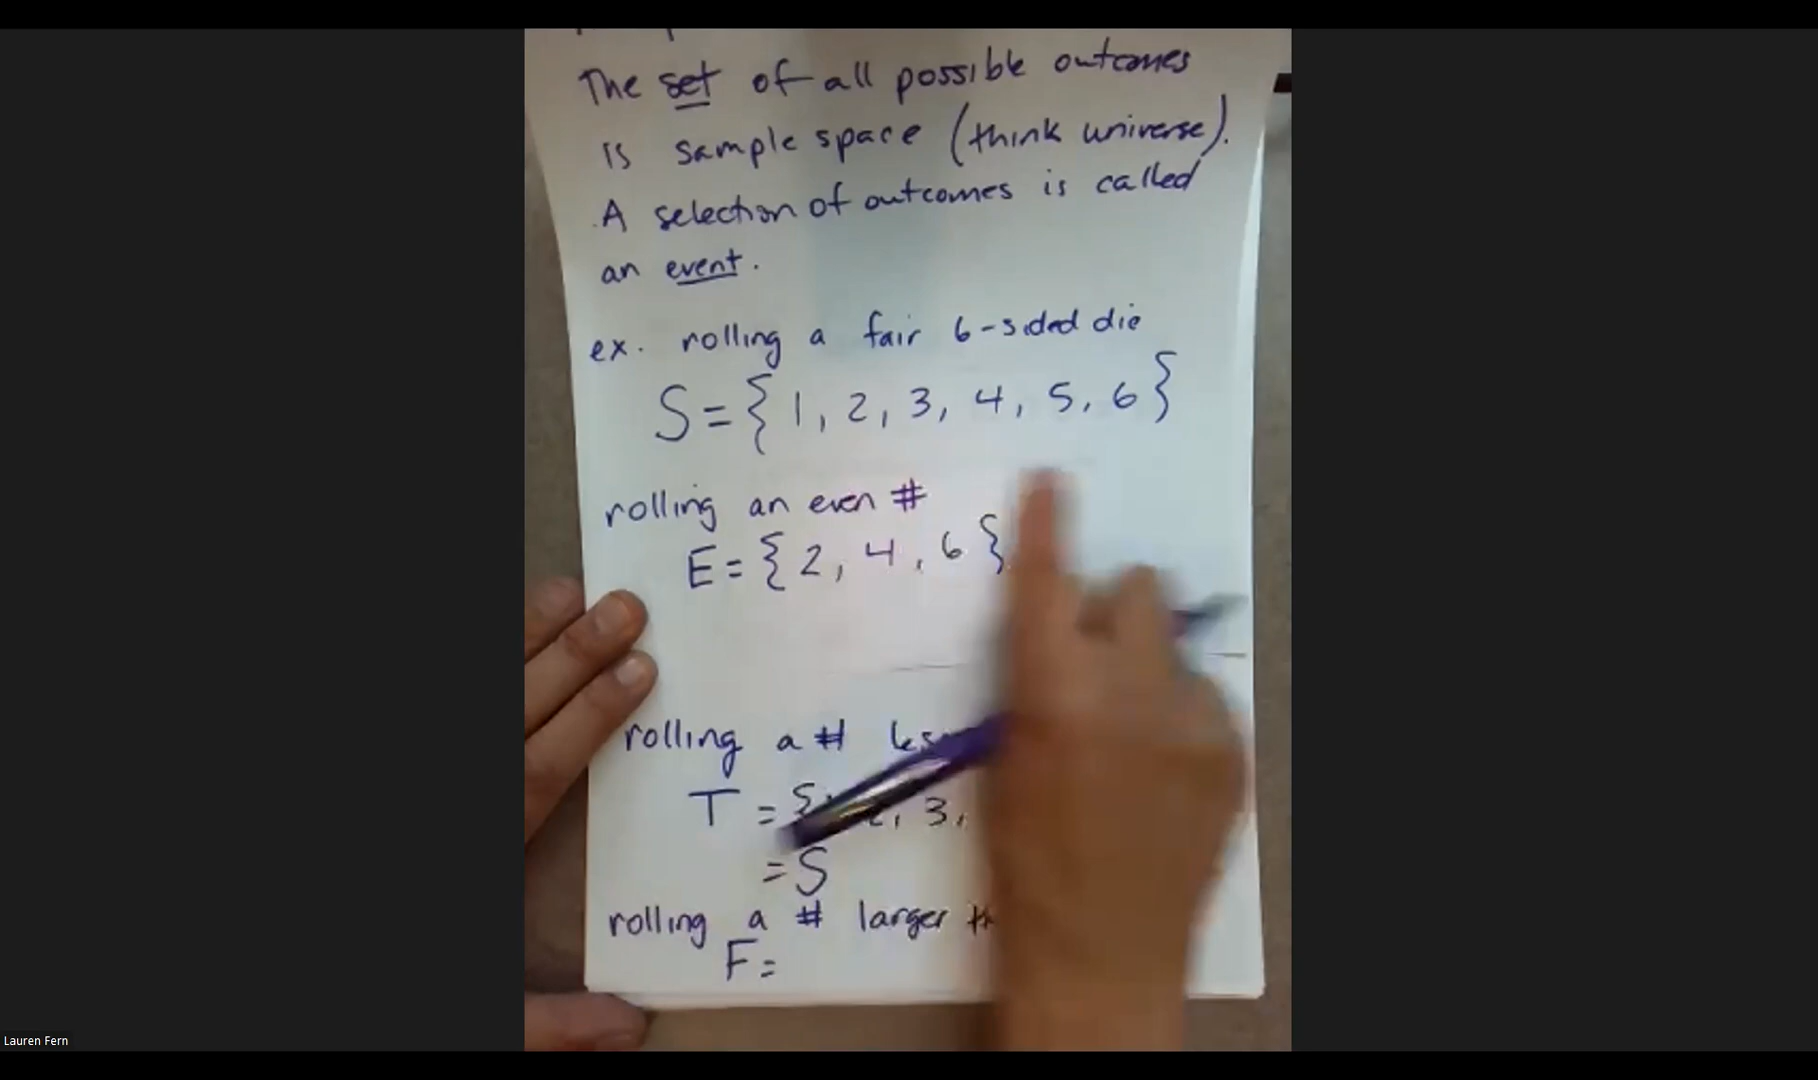 The set of all possible outcomes
is sample space (think universe).
A selection of outcomes is called
an event.
ex. rolling a fair 6-sided die
S = { 1, 2, 3, 4, 5, 6 }
rolling an even #
E = { 2, 4, 6 }
rolling a #
T = { 2, 3,
= S
rolling a # larger
F =
Lauren Fern